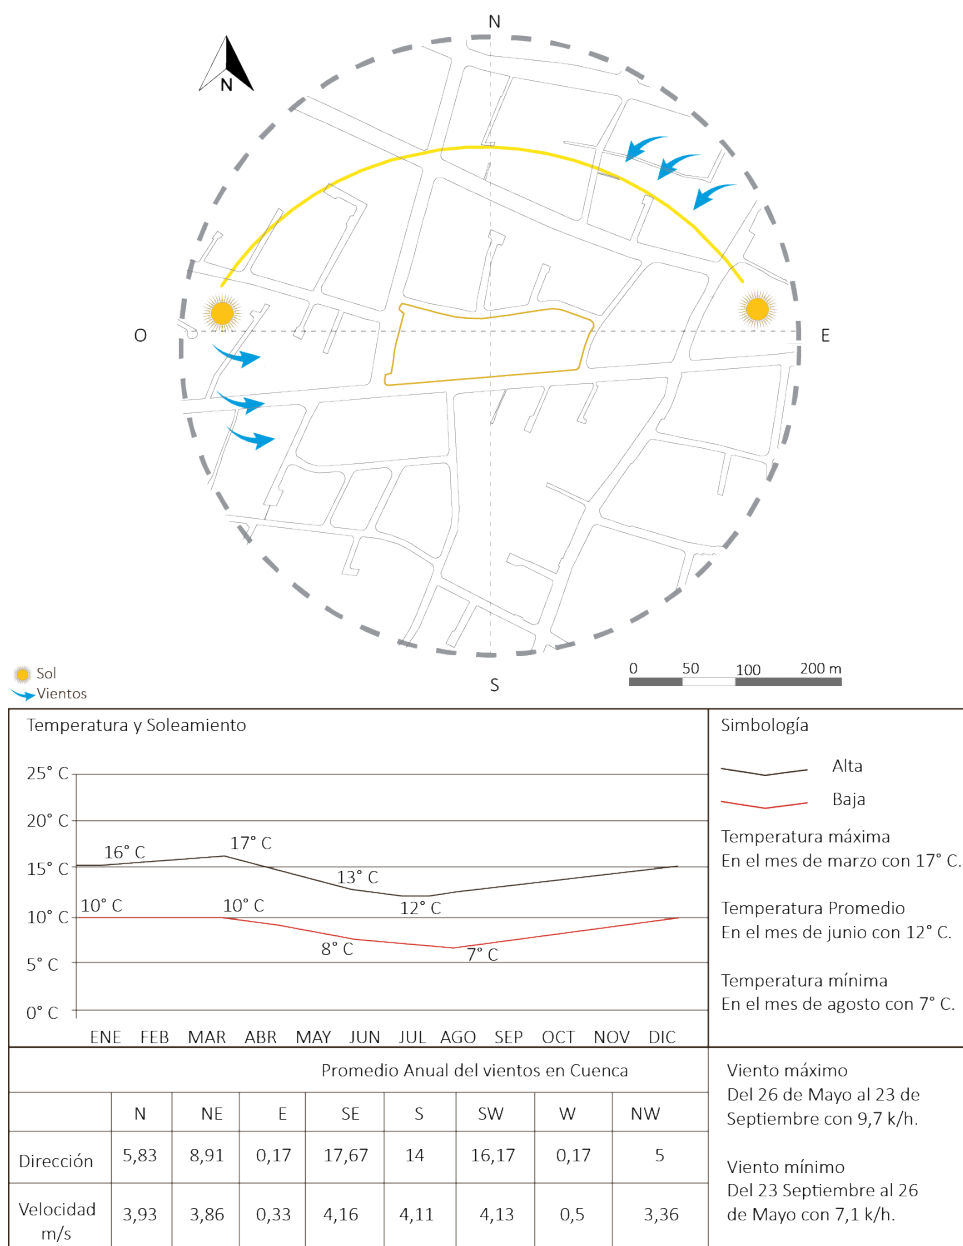 N
N
O
E
S
Sol
Vientos
0 50 100 200 m
Temperatura y Soleamiento
25° C
20° C
15° C
10° C
5° C
0° C
16° C
17° C
13° C
12° C
10° C
10° C
8° C
7° C
ENE FEB MAR ABR MAY JUN JUL AGO SEP OCT NOV DIC
Simbología
Alta
Baja
Temperatura máxima
En el mes de marzo con 17° C.
Temperatura Promedio
En el mes de junio con 12° C.
Temperatura mínima
En el mes de agosto con 7° C.
Promedio Anual del vientos en Cuenca
N NE E SE S SW W NW
Dirección 5,83 8,91 0,17 17,67 14 16,17 0,17 5
Velocidad
m/s 3,93 3,86 0,33 4,16 4,11 4,13 0,5 3,36
Viento máximo
Del 26 de Mayo al 23 de
Septiembre con 9,7 k/h.
Viento mínimo
Del 23 Septiembre al 26
de Mayo con 7,1 k/h.